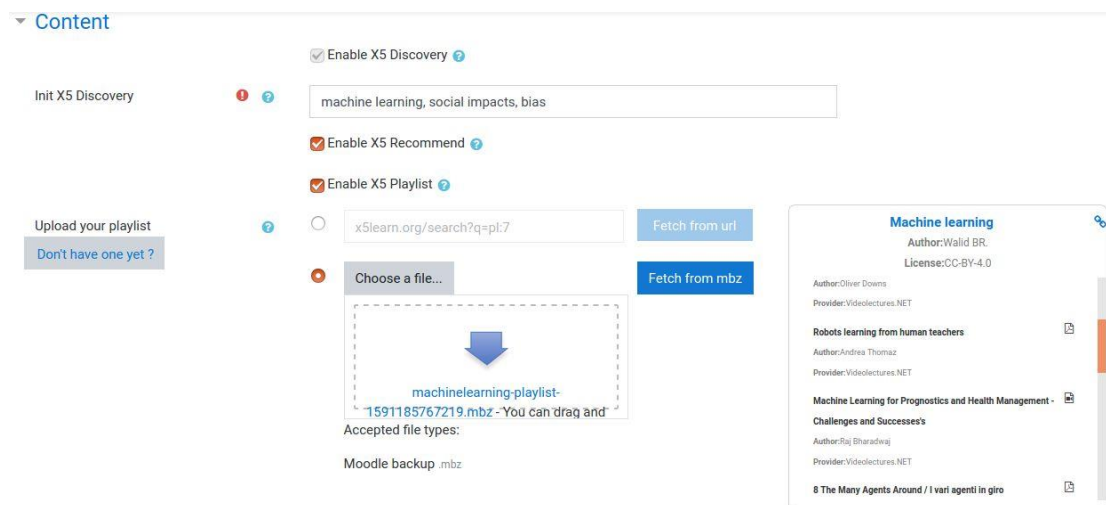 Content
Enable X5 Discovery
Init X5 Discovery
machine learning, social impacts, bias
Enable X5 Recommend
Enable X5 Playlist
Upload your playlist
Don't have one yet ?
x5learn.org/search?q=pl:7
Fetch from url
Choose a file...
Fetch from mbz
machinelearning-playlist-
1591185767219.mbz - You can drag and
Accepted file types:
Moodle backup .mbz
Machine learning
Author:Walid BR.
License:CC-BY-4.0
Author:Oliver Downs
Provider:Videolectures.NET
Robots learning from human teachers
Author:Andrea Thomaz
Provider:Videolectures.NET
Machine Learning for Prognostics and Health Management -
Challenges and Successes's
Author:Raj Bharadwaj
Provider:Videolectures.NET
8 The Many Agents Around / I vari agenti in giro